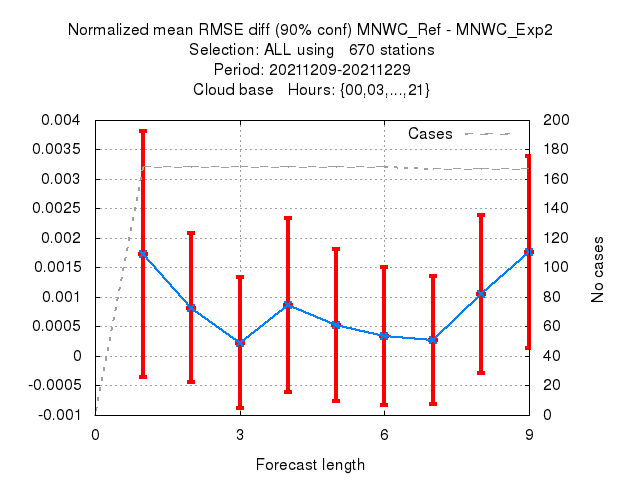 Normalized mean RMSE diff (90% conf) MNWC_Ref - MNWC_Exp2
Selection: ALL using   670 stations
Period: 20211209-20211229
Cloud base   Hours: {00,03,...,21}
Cases
0.004
0.0035
0.003
0.0025
0.002
0.0015
0.001
0.0005
0
-0.0005
-0.001
200
180
160
140
120
100
80
60
40
20
0
No cases
0 3 6 9
Forecast length